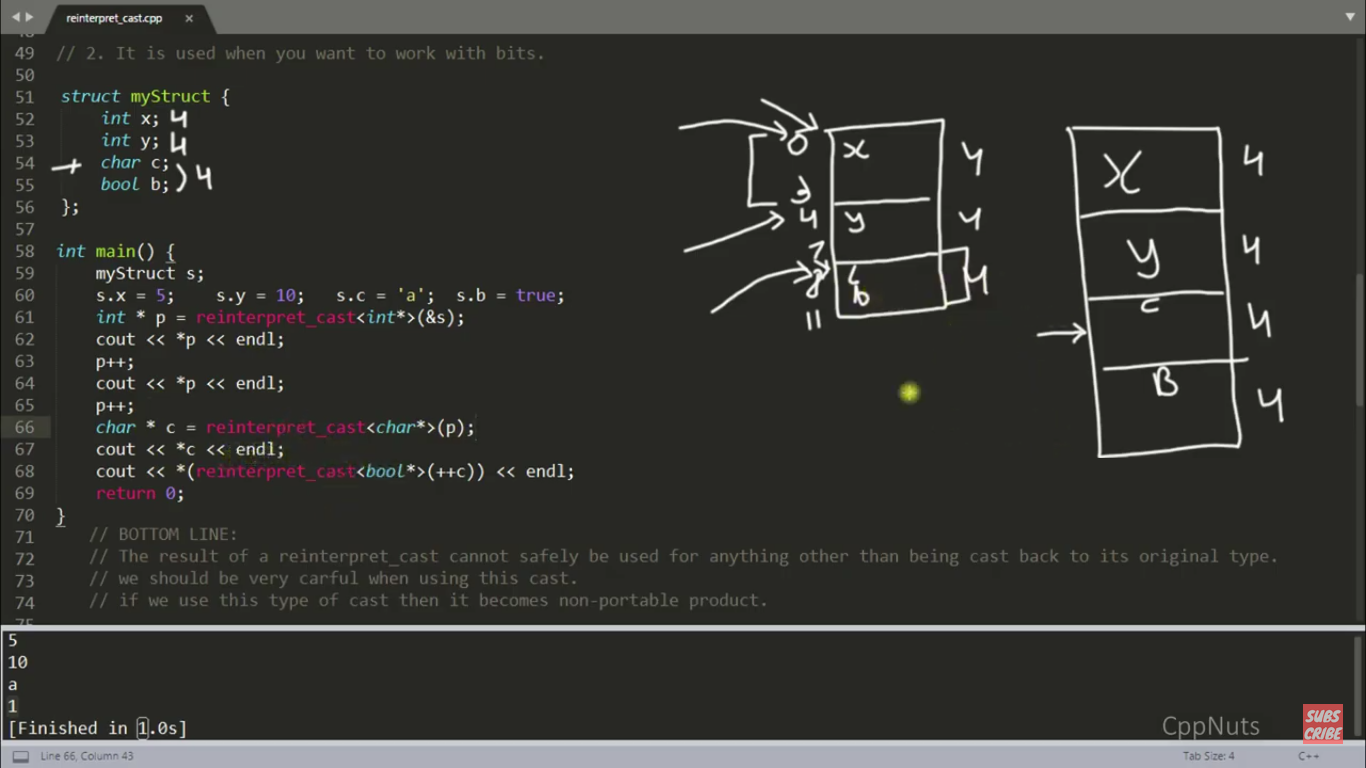 reinterpret_cast.cpp ×
49 // 2. It is used when you want to work with bits.
50
51 struct myStruct {
52 int x; 4
53 int y; 4
54 char c;
55 bool b; ) 4
56 };
57
58 int main() {
59 myStruct s;
60 s.x = 5; s.y = 10; s.c = 'a'; s.b = true;
61 int * p = reinterpret_cast<int*>(&s);
62 cout << *p << endl;
63 p++;
64 cout << *p << endl;
65 p++;
66 char * c = reinterpret_cast<char*>(p);
67 cout << *c << endl;
68 cout << *(reinterpret_cast<bool*>(++c)) << endl;
69 return 0;
70 }
71 // BOTTOM LINE:
72 // The result of a reinterpret_cast cannot safely be used for anything other than being cast back to its original type.
73 // we should be very carful when using this cast.
74 // if we use this type of cast then it becomes non-portable product.
0 x 4
3
4 y 4
7
8 c 4
b
11
X 4
y 4
c 4
B 4
5
10
a
1
[Finished in 1.0s]
CppNuts
SUBS
CRIBE
Line 66, Column 43
Tab Size: 4
C++